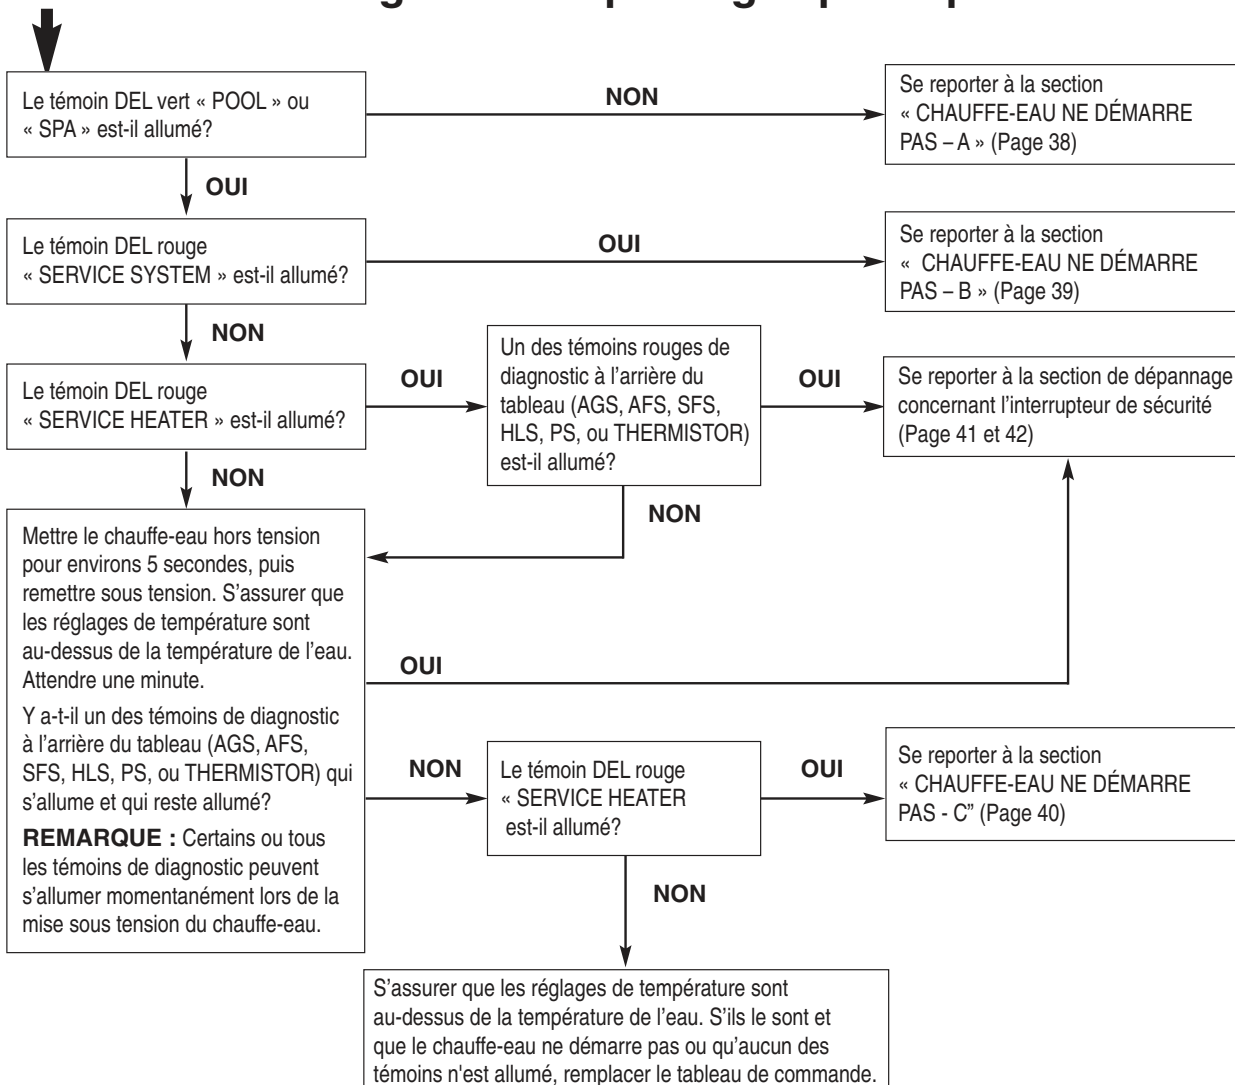 Le témoin DEL vert « POOL » ou
« SPA » est-il allumé?
NON
Se reporter à la section
« CHAUFFE-EAU NE DÉMARRE
PAS – A » (Page 38)
OUI
Le témoin DEL rouge
« SERVICE SYSTEM » est-il allumé?
OUI
Se reporter à la section
« CHAUFFE-EAU NE DÉMARRE
PAS – B » (Page 39)
NON
Le témoin DEL rouge
« SERVICE HEATER » est-il allumé?
OUI
Un des témoins rouges de
diagnostic à l’arrière du
tableau (AGS, AFS, SFS,
HLS, PS, ou THERMISTOR)
est-il allumé?
OUI
Se reporter à la section de dépannage
concernant l’interrupteur de sécurité
(Page 41 et 42)
NON
NON
Mettre le chauffe-eau hors tension
pour environs 5 secondes, puis
remettre sous tension. S’assurer que
les réglages de température sont
au-dessus de la température de l’eau.
Attendre une minute.
Y a-t-il un des témoins de diagnostic
à l’arrière du tableau (AGS, AFS,
SFS, HLS, PS, ou THERMISTOR) qui
s’allume et qui reste allumé?
REMARQUE : Certains ou tous
les témoins de diagnostic peuvent
s’allumer momentanément lors de la
mise sous tension du chauffe-eau.
OUI
NON
Le témoin DEL rouge
« SERVICE HEATER
est-il allumé?
OUI
Se reporter à la section
« CHAUFFE-EAU NE DÉMARRE
PAS - C” (Page 40)
NON
S’assurer que les réglages de température sont
au-dessus de la température de l’eau. S’ils le sont et
que le chauffe-eau ne démarre pas ou qu’aucun des
témoins n'est allumé, remplacer le tableau de commande.